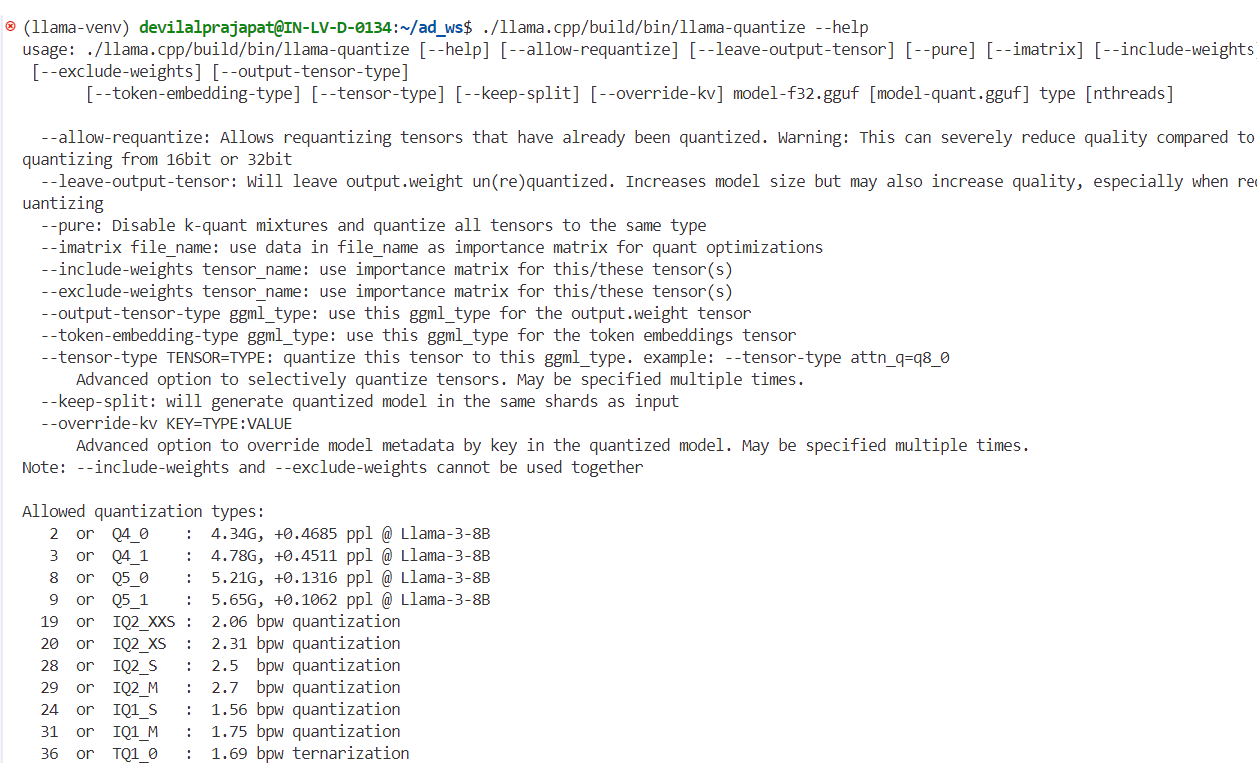 (llama-venv) devilalprajapat@IN-LV-D-0134:~/ad_ws$ ./llama.cpp/build/bin/llama-quantize --help
usage: ./llama.cpp/build/bin/llama-quantize [--help] [--allow-requantize] [--leave-output-tensor] [--pure] [--imatrix] [--include-weights]
[--exclude-weights] [--output-tensor-type]
[--token-embedding-type] [--tensor-type] [--keep-split] [--override-kv] model-f32.gguf [model-quant.gguf] type [nthreads]
--allow-requantize: Allows requantizing tensors that have already been quantized. Warning: This can severely reduce quality compared to
quantizing from 16bit or 32bit
--leave-output-tensor: Will leave output.weight un(re)quantized. Increases model size but may also increase quality, especially when req
uantizing
--pure: Disable k-quant mixtures and quantize all tensors to the same type
--imatrix file_name: use data in file_name as importance matrix for quant optimizations
--include-weights tensor_name: use importance matrix for this/these tensor(s)
--exclude-weights tensor_name: use importance matrix for this/these tensor(s)
--output-tensor-type ggml_type: use this ggml_type for the output.weight tensor
--token-embedding-type ggml_type: use this ggml_type for the token embeddings tensor
--tensor-type TENSOR=TYPE: quantize this tensor to this ggml_type. example: --tensor-type attn_q=q8_0
Advanced option to selectively quantize tensors. May be specified multiple times.
--keep-split: will generate quantized model in the same shards as input
--override-kv KEY=TYPE:VALUE
Advanced option to override model metadata by key in the quantized model. May be specified multiple times.
Note: --include-weights and --exclude-weights cannot be used together
Allowed quantization types:
2 or Q4_0 : 4.34G, +0.4685 ppl @ Llama-3-8B
3 or Q4_1 : 4.78G, +0.4511 ppl @ Llama-3-8B
8 or Q5_0 : 5.21G, +0.1316 ppl @ Llama-3-8B
9 or Q5_1 : 5.65G, +0.1062 ppl @ Llama-3-8B
19 or IQ2_XXS : 2.06 bpw quantization
20 or IQ2_XS : 2.31 bpw quantization
28 or IQ2_S : 2.5 bpw quantization
29 or IQ2_M : 2.7 bpw quantization
24 or IQ1_S : 1.56 bpw quantization
31 or IQ1_M : 1.75 bpw quantization
36 or TQ1_0 : 1.69 bpw ternarization